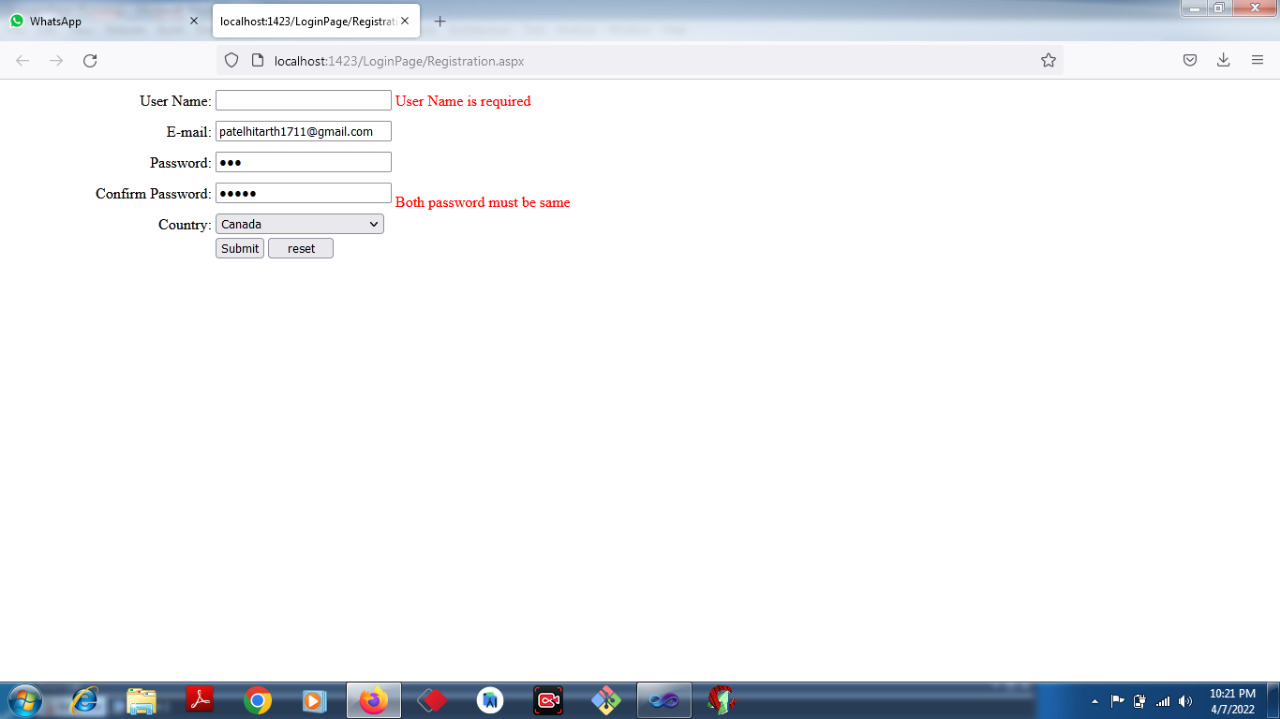 WhatsApp
localhost:1423/LoginPage/Registrat
localhost:1423/LoginPage/Registration.aspx
User Name: User Name is required
E-mail: patelhitarth1711@gmail.com
Password: ●●●
Confirm Password: ●●●●● Both password must be same
Country: Canada
Submit reset
10:21 PM
4/7/2022